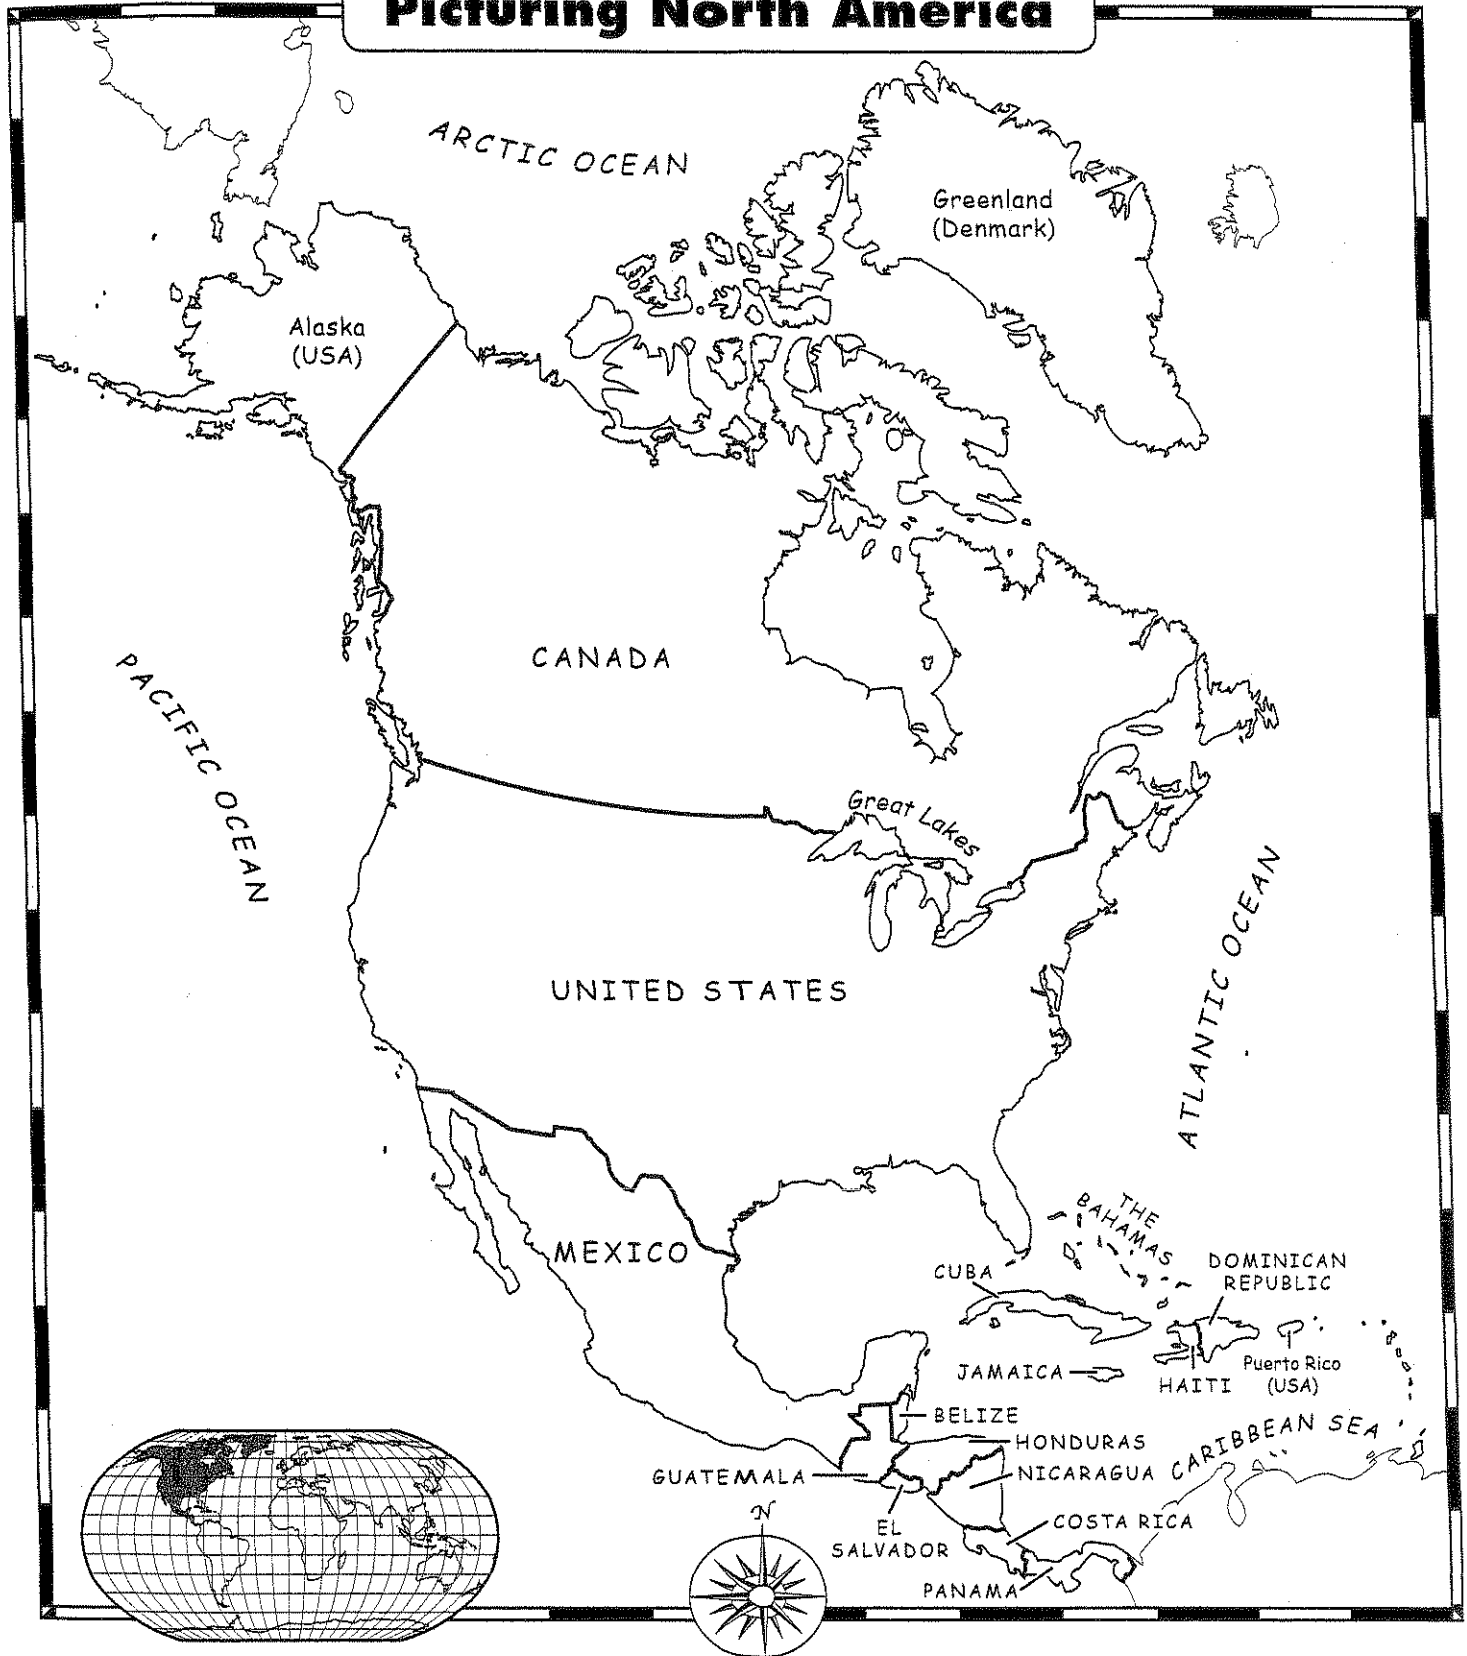 Picturing North America
ARCTIC OCEAN
Greenland
(Denmark)
Alaska
(USA)
CANADA
PACIFIC OCEAN
Great Lakes
ATLANTIC OCEAN
UNITED STATES
THE
BAHAMAS
MEXICO
CUBA
DOMINICAN
REPUBLIC
JAMAICA
HAITI
Puerto Rico
(USA)
BELIZE
HONDURAS
CARIBBEAN SEA
GUATEMALA
NICARAGUA
N
EL
SALVADOR
COSTA RICA
PANAMA